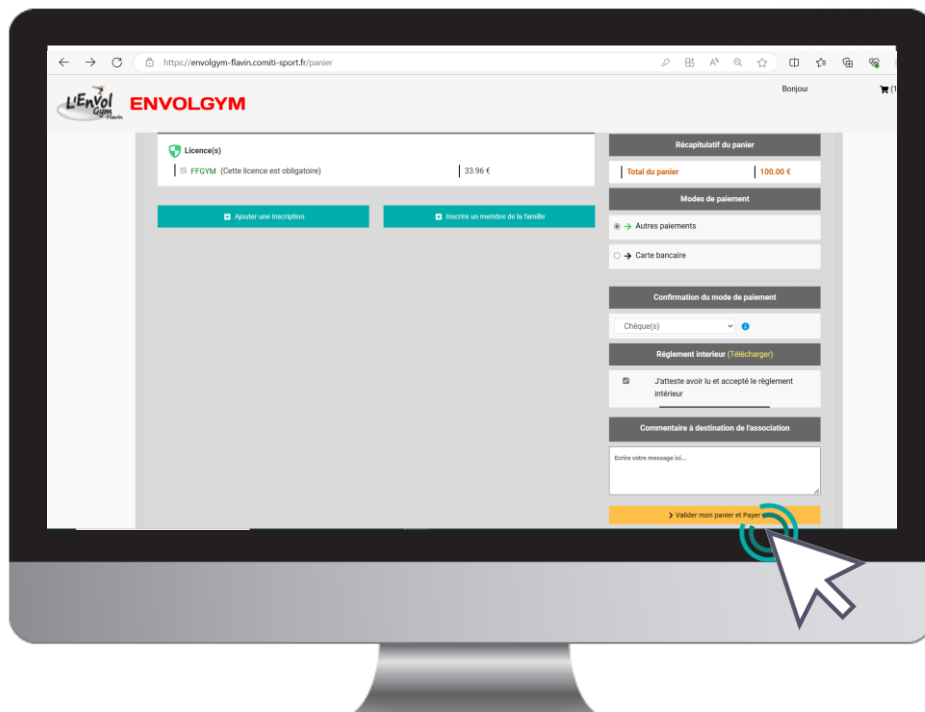 https://envolgym-flavin.comiti-sport.fr/panier
L'Envol
Gym
Flavin
ENVOLGYM
Bonjour
(1
Licence(s)
FFGYM (Cette licence est obligatoire)
33.96 €
Ajouter une inscription
Inscrire un membre de la famille
Récapitulatif du panier
Total du panier
100.00 €
Modes de paiement
Autres paiements
Carte bancaire
Confirmation du mode de paiement
Chèque(s)
Réglement interieur (Télécharger)
J'atteste avoir lu et accepté le règlement
intérieur
Commentaire à destination de l'association
Ecrire votre message ici...
Valider mon panier et Payer